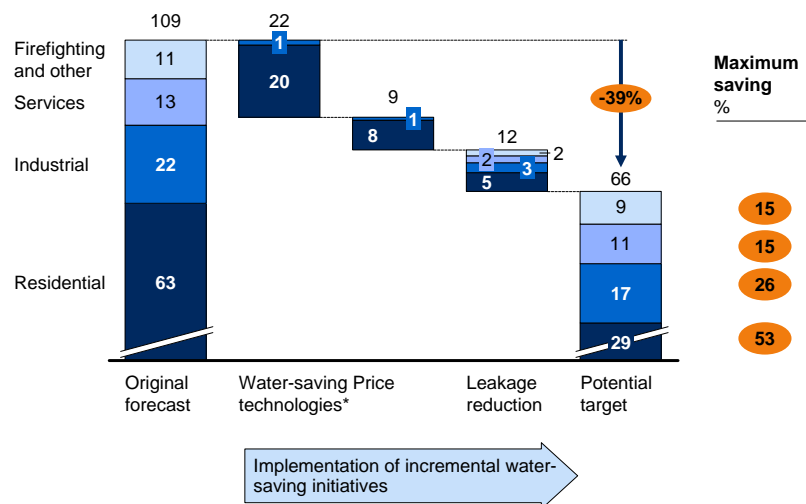 109
22
Firefighting
and other
11
1
Maximum
saving
%
20
-39%
9
Services
13
1
8
12
2
2
3
5
Industrial
22
66
9
15
11
15
Residential
63
17
26
29
53
Original
forecast
Water-saving Price
technologies*
Leakage
reduction
Potential
target
Implementation of incremental water-
saving initiatives